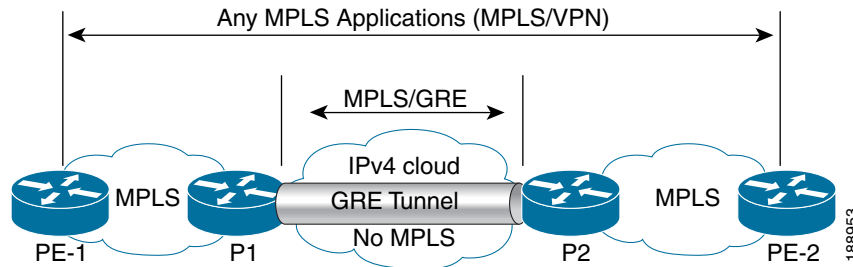 Any MPLS Applications (MPLS/VPN)
MPLS/GRE
IPv4 cloud
MPLS
GRE Tunnel
MPLS
No MPLS
PE-1
P1
P2
PE-2
188953